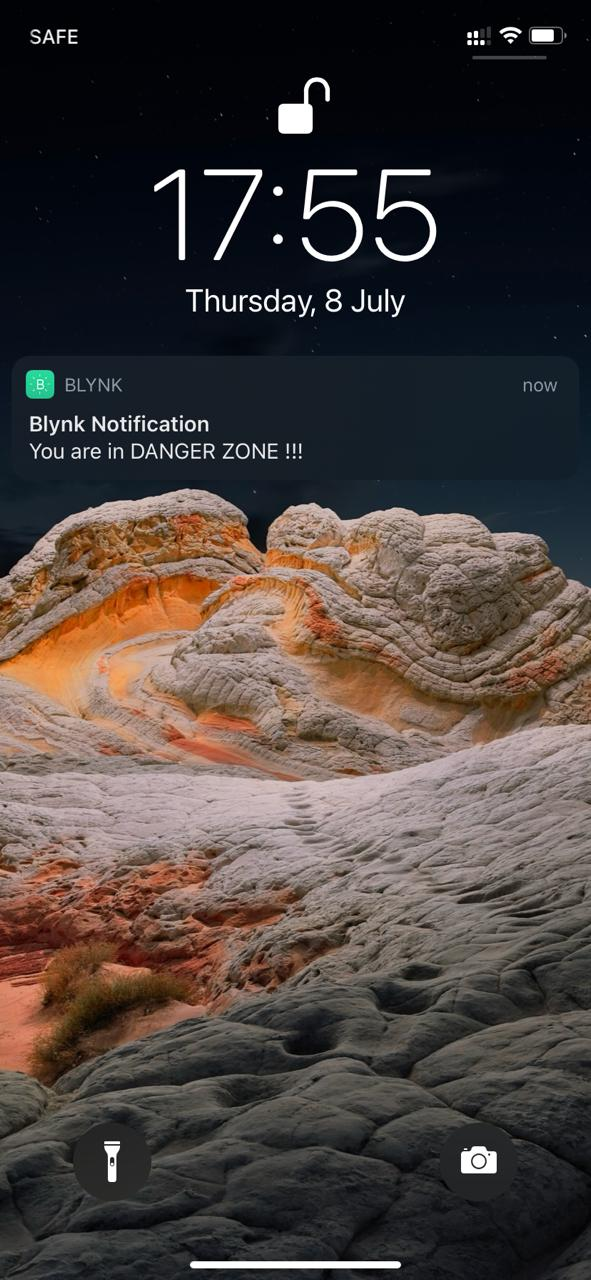 SAFE
17:55
Thursday, 8 July
B BLYNK now
Blynk Notification
You are in DANGER ZONE !!!